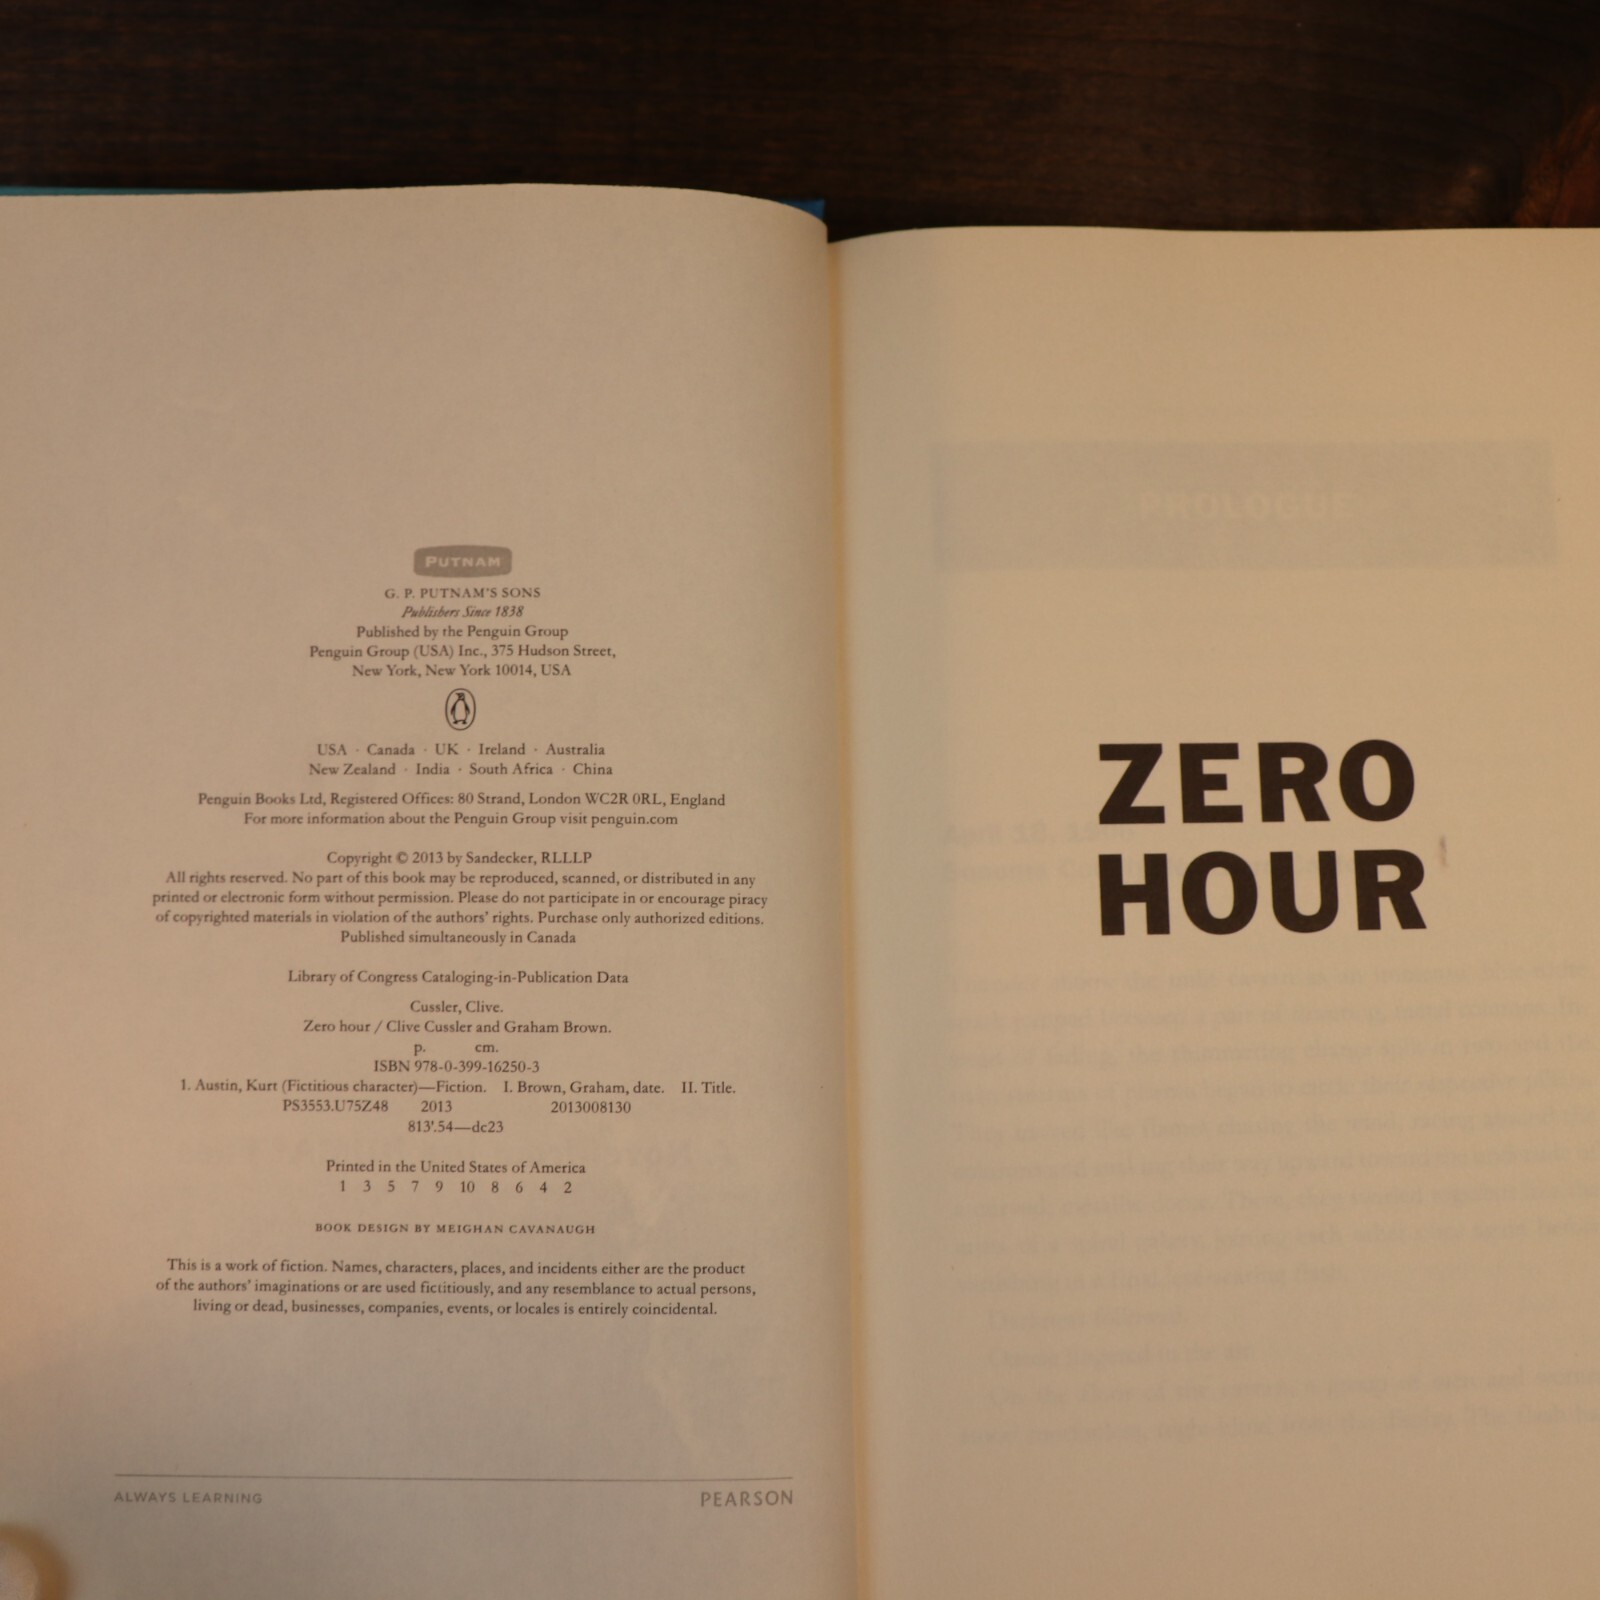 PUTNAM
G. P. PUTNAM'S SONS
Publishers Since 1838
Published by the Penguin Group
Penguin Group (USA) Inc., 375 Hudson Street,
New York, New York 10014, USA
USA · Canada · UK · Ireland · Australia
New Zealand · India · South Africa · China
Penguin Books Ltd, Registered Offices: 80 Strand, London WC2R 0RL, England
For more information about the Penguin Group visit penguin.com
Copyright © 2013 by Sandecker, RLLLP
All rights reserved. No part of this book may be reproduced, scanned, or distributed in any
printed or electronic form without permission. Please do not participate in or encourage piracy
of copyrighted materials in violation of the authors' rights. Purchase only authorized editions.
Published simultaneously in Canada
Library of Congress Cataloging-in-Publication Data
Cussler, Clive.
Zero hour / Clive Cussler and Graham Brown.
p. cm.
ISBN 978-0-399-16250-3
1. Austin, Kurt (Fictitious character)—Fiction. I. Brown, Graham, date. II. Title.
PS3553.U75Z48 2013 2013008130
813'.54—dc23
Printed in the United States of America
1 3 5 7 9 10 8 6 4 2
BOOK DESIGN BY MEIGHAN CAVANAUGH
This is a work of fiction. Names, characters, places, and incidents either are the product
of the authors' imaginations or are used fictitiously, and any resemblance to actual persons,
living or dead, businesses, companies, events, or locales is entirely coincidental.
ALWAYS LEARNING PEARSON
PROLOGUE
ZERO
HOUR